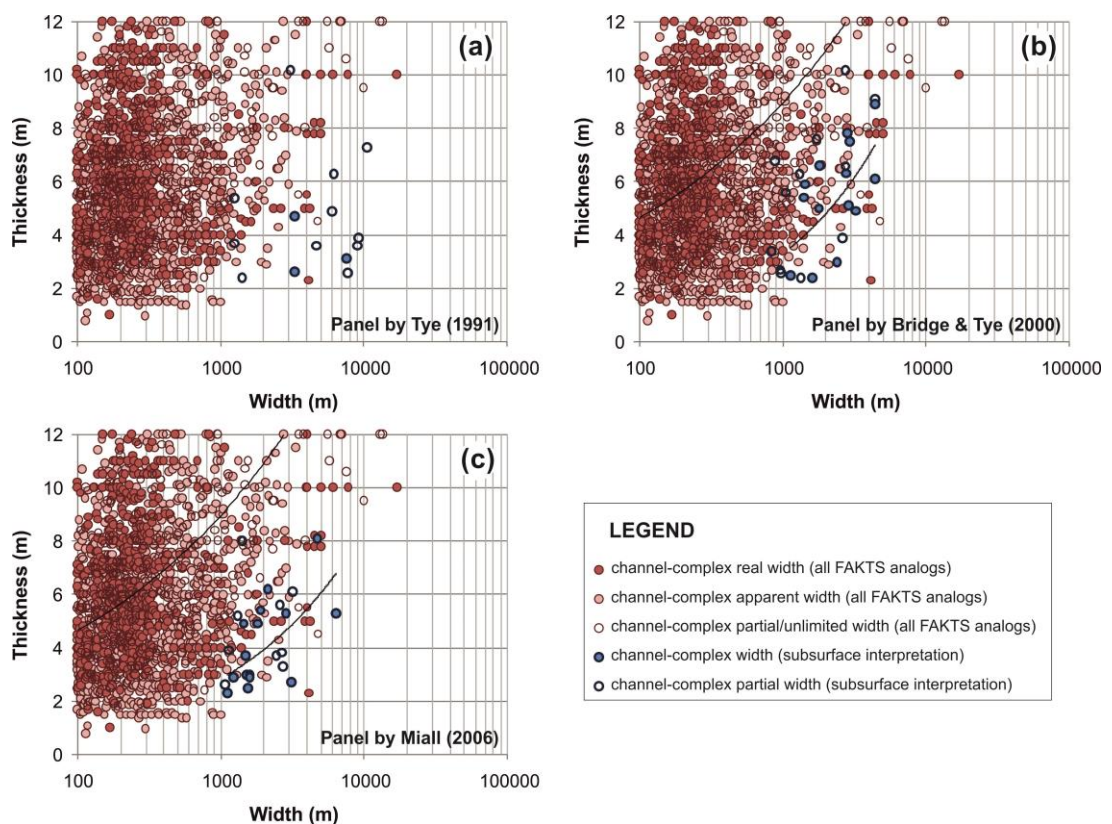 12
10
8
6
4
2
0
Thickness (m)
(a)
Panel by Tye (1991)
100 1000 10000 100000
Width (m)
12
10
8
6
4
2
0
Thickness (m)
(b)
Panel by Bridge & Tye (2000)
100 1000 10000 100000
Width (m)
12
10
8
6
4
2
0
Thickness (m)
(c)
Panel by Miall (2006)
100 1000 10000 100000
Width (m)
LEGEND
channel-complex real width (all FAKTS analogs)
channel-complex apparent width (all FAKTS analogs)
channel-complex partial/unlimited width (all FAKTS analogs)
channel-complex width (subsurface interpretation)
channel-complex partial width (subsurface interpretation)